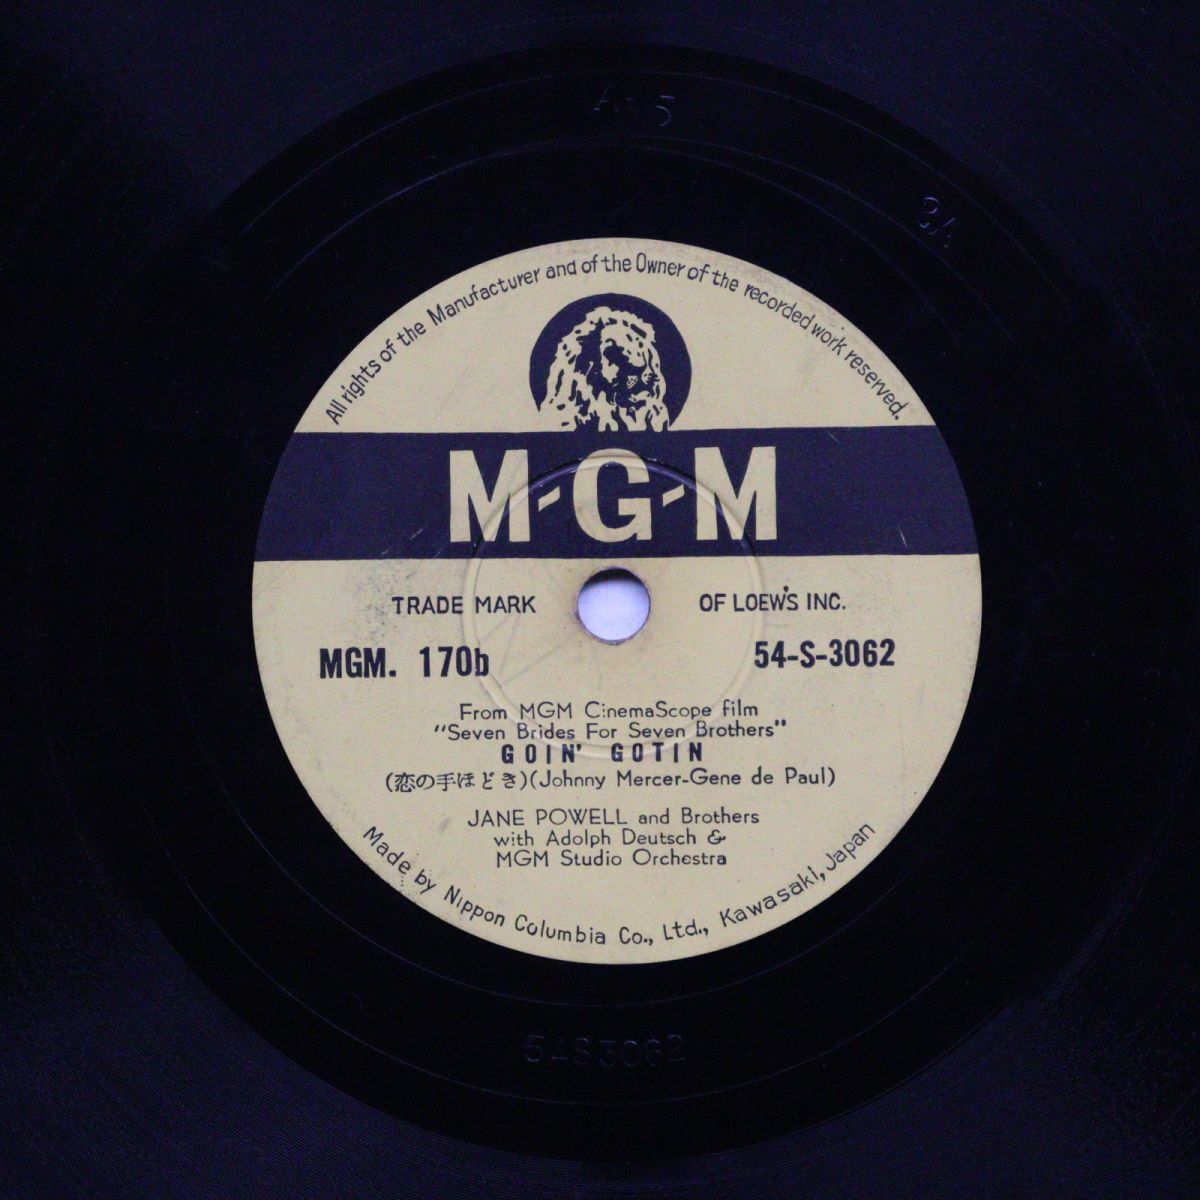 A-5
2A
All rights of the Manufacturer and of the Owner of the recorded work reserved.
M-G-M
TRADE MARK OF LOEW'S INC.
MGM. 170b 54-S-3062
From MGM CinemaScope film
"Seven Brides For Seven Brothers"
GOIN' GOTIN
(恋の手ほどき)(Johnny Mercer-Gene de Paul)
JANE POWELL and Brothers
with Adolph Deutsch &
MGM Studio Orchestra
Made by Nippon Columbia Co., Ltd., Kawasaki, Japan
54S3062